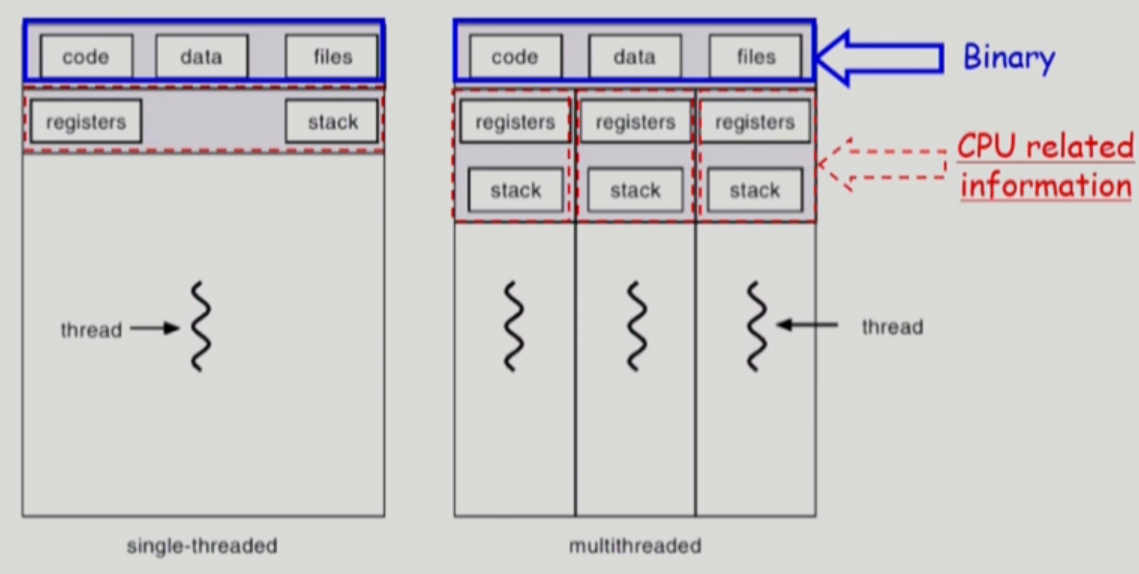 code data files
registers stack
thread
single-threaded
code data files
registers registers registers
stack stack stack
thread
multithreaded
Binary
CPU related
information